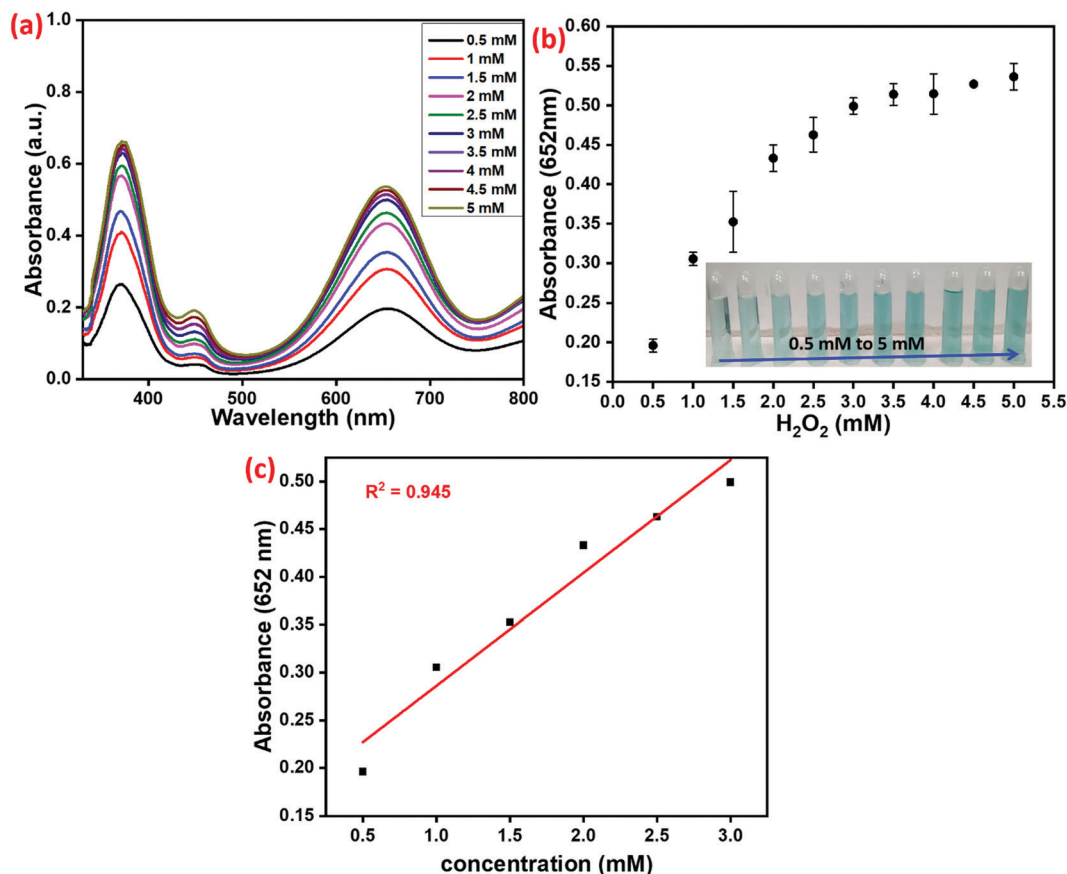 (a)
1.0
0.8
0.6
0.4
0.2
0.0
Absorbance (a.u.)
400
500
600
700
800
Wavelength (nm)
0.5 mM
1 mM
1.5 mM
2 mM
2.5 mM
3 mM
3.5 mM
4 mM
4.5 mM
5 mM
(b)
0.60
0.55
0.50
0.45
0.40
0.35
0.30
0.25
0.20
0.15
Absorbance (652nm)
0.5 mM to 5 mM
0.0
0.5
1.0
1.5
2.0
2.5
3.0
3.5
4.0
4.5
5.0
5.5
H₂O₂ (mM)
(c)
R² = 0.945
0.50
0.45
0.40
0.35
0.30
0.25
0.20
0.15
Absorbance (652 nm)
0.5
1.0
1.5
2.0
2.5
3.0
concentration (mM)